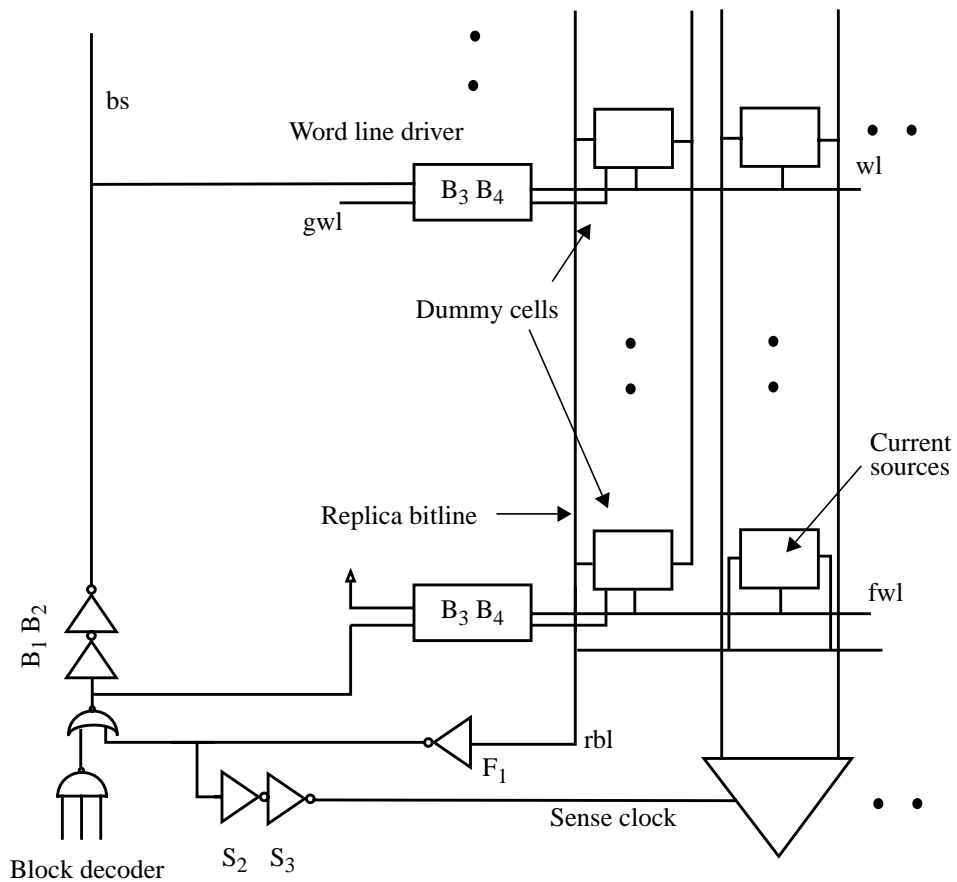 bs
Word line driver
B3 B4
wl
gwl
Dummy cells
Current
sources
Replica bitline
B3 B4
fwl
B1 B2
rbl
F1
Sense clock
S2 S3
Block decoder